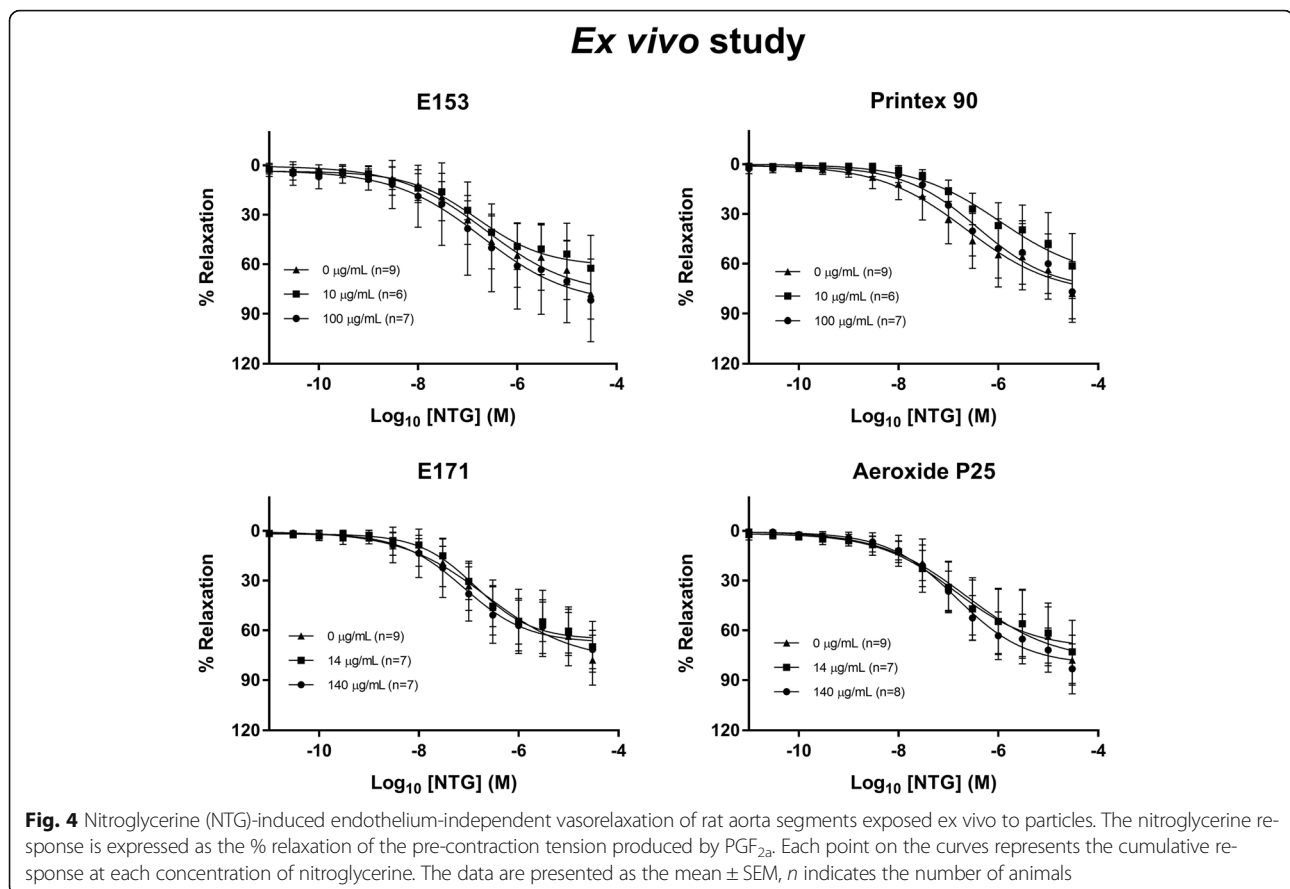 Ex vivo study
E153
0
30
60
90
120
% Relaxation
0 μg/mL (n=9)
10 μg/mL (n=6)
100 μg/mL (n=7)
-10 -8 -6 -4
Log₁₀ [NTG] (M)
Printex 90
0
30
60
90
120
% Relaxation
0 μg/mL (n=9)
10 μg/mL (n=6)
100 μg/mL (n=7)
-10 -8 -6 -4
Log₁₀ [NTG] (M)
E171
0
30
60
90
120
% Relaxation
0 μg/mL (n=9)
14 μg/mL (n=7)
140 μg/mL (n=7)
-10 -8 -6 -4
Log₁₀ [NTG] (M)
Aeroxide P25
0
30
60
90
120
% Relaxation
0 μg/mL (n=9)
14 μg/mL (n=7)
140 μg/mL (n=8)
-10 -8 -6 -4
Log₁₀ [NTG] (M)
Fig. 4 Nitroglycerine (NTG)-induced endothelium-independent vasorelaxation of rat aorta segments exposed ex vivo to particles. The nitroglycerine re-
sponse is expressed as the % relaxation of the pre-contraction tension produced by PGF₂ₐ. Each point on the curves represents the cumulative re-
sponse at each concentration of nitroglycerine. The data are presented as the mean ± SEM, n indicates the number of animals